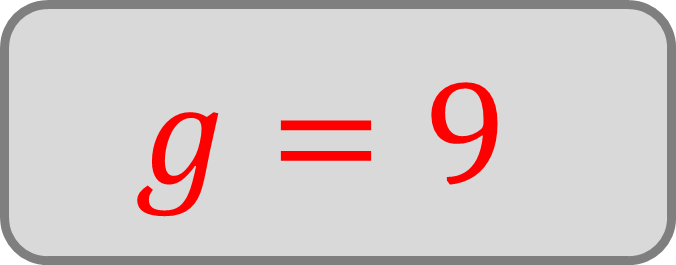 g = 9